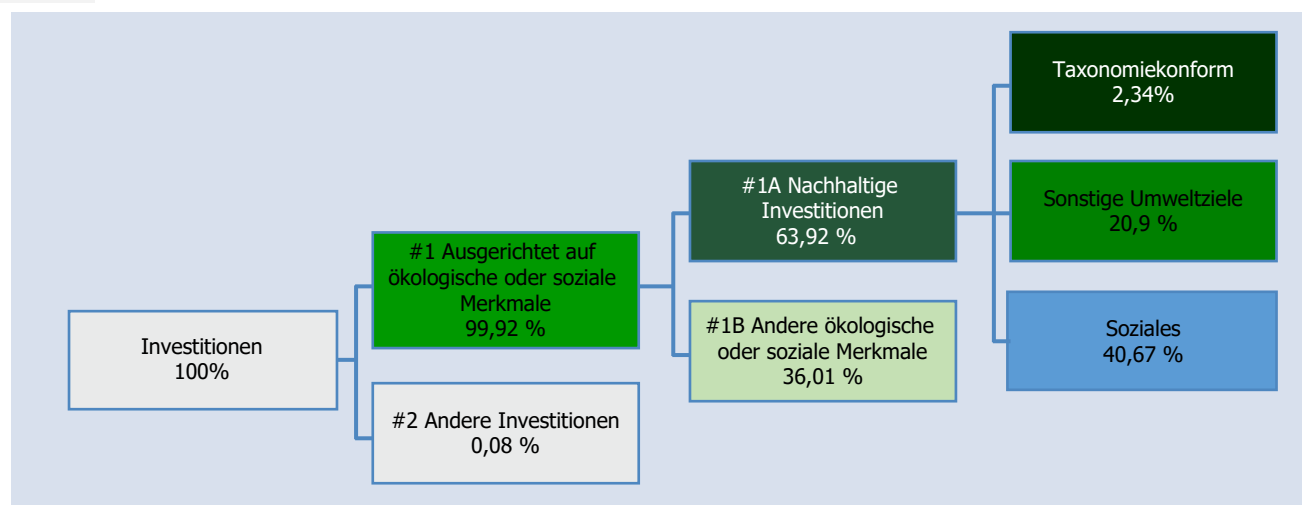 Investitionen
100%
#1 Ausgerichtet auf
ökologische oder soziale
Merkmale
99,92 %
#2 Andere Investitionen
0,08 %
#1A Nachhaltige
Investitionen
63,92 %
#1B Andere ökologische
oder soziale Merkmale
36,01 %
Taxonomiekonform
2,34%
Sonstige Umweltziele
20,9 %
Soziales
40,67 %